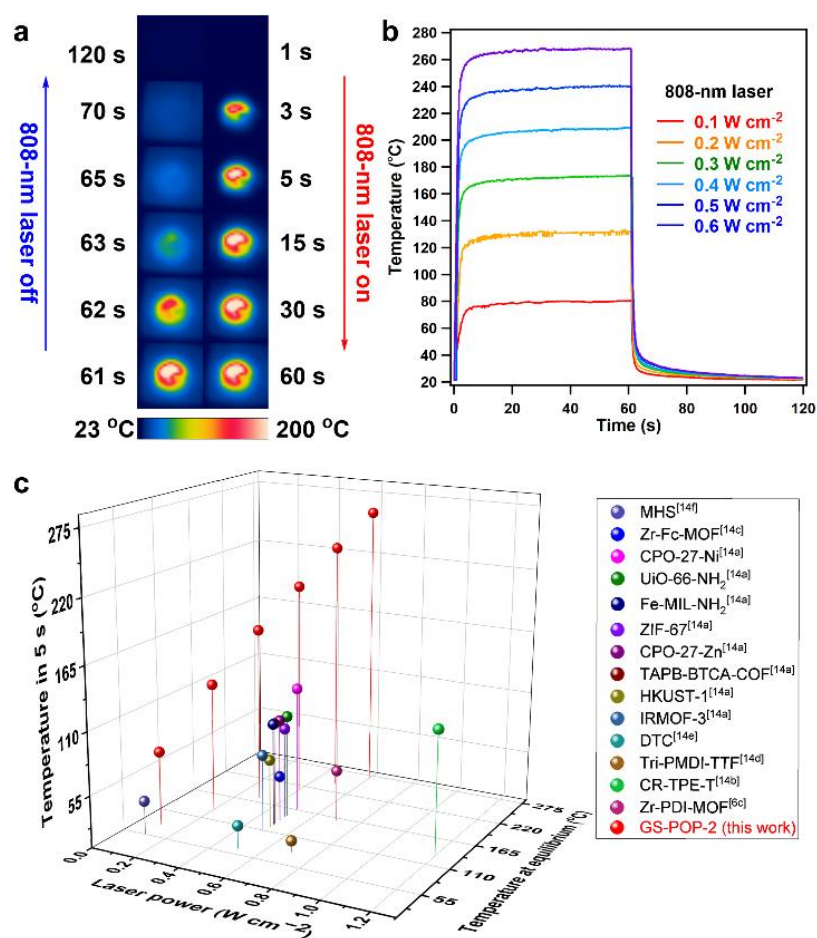 a
120 s
1 s
70 s
3 s
65 s
5 s
63 s
15 s
62 s
30 s
61 s
60 s
808-nm laser off
808-nm laser on
23 °C
200 °C
b
280
260
240
220
200
180
160
140
120
100
80
60
40
20
Temperature (°C)
0
20
40
60
80
100
120
Time (s)
808-nm laser
0.1 W cm⁻²
0.2 W cm⁻²
0.3 W cm⁻²
0.4 W cm⁻²
0.5 W cm⁻²
0.6 W cm⁻²
c
275
220
165
110
55
Temperature in 5 s (°C)
0.0
0.2
0.4
0.6
0.8
1.0
1.2
Laser power (W cm⁻²)
55
110
165
220
275
Temperature at equilibtium (°C)
MHS[14f]
Zr-Fc-MOF[14c]
CPO-27-Ni[14a]
UiO-66-NH₂[14a]
Fe-MIL-NH₂[14a]
ZIF-67[14a]
CPO-27-Zn[14a]
TAPB-BTCA-COF[14a]
HKUST-1[14a]
IRMOF-3[14a]
DTC[14e]
Tri-PMDI-TTF[14d]
CR-TPE-T[14b]
Zr-PDI-MOF[6c]
GS-POP-2 (this work)